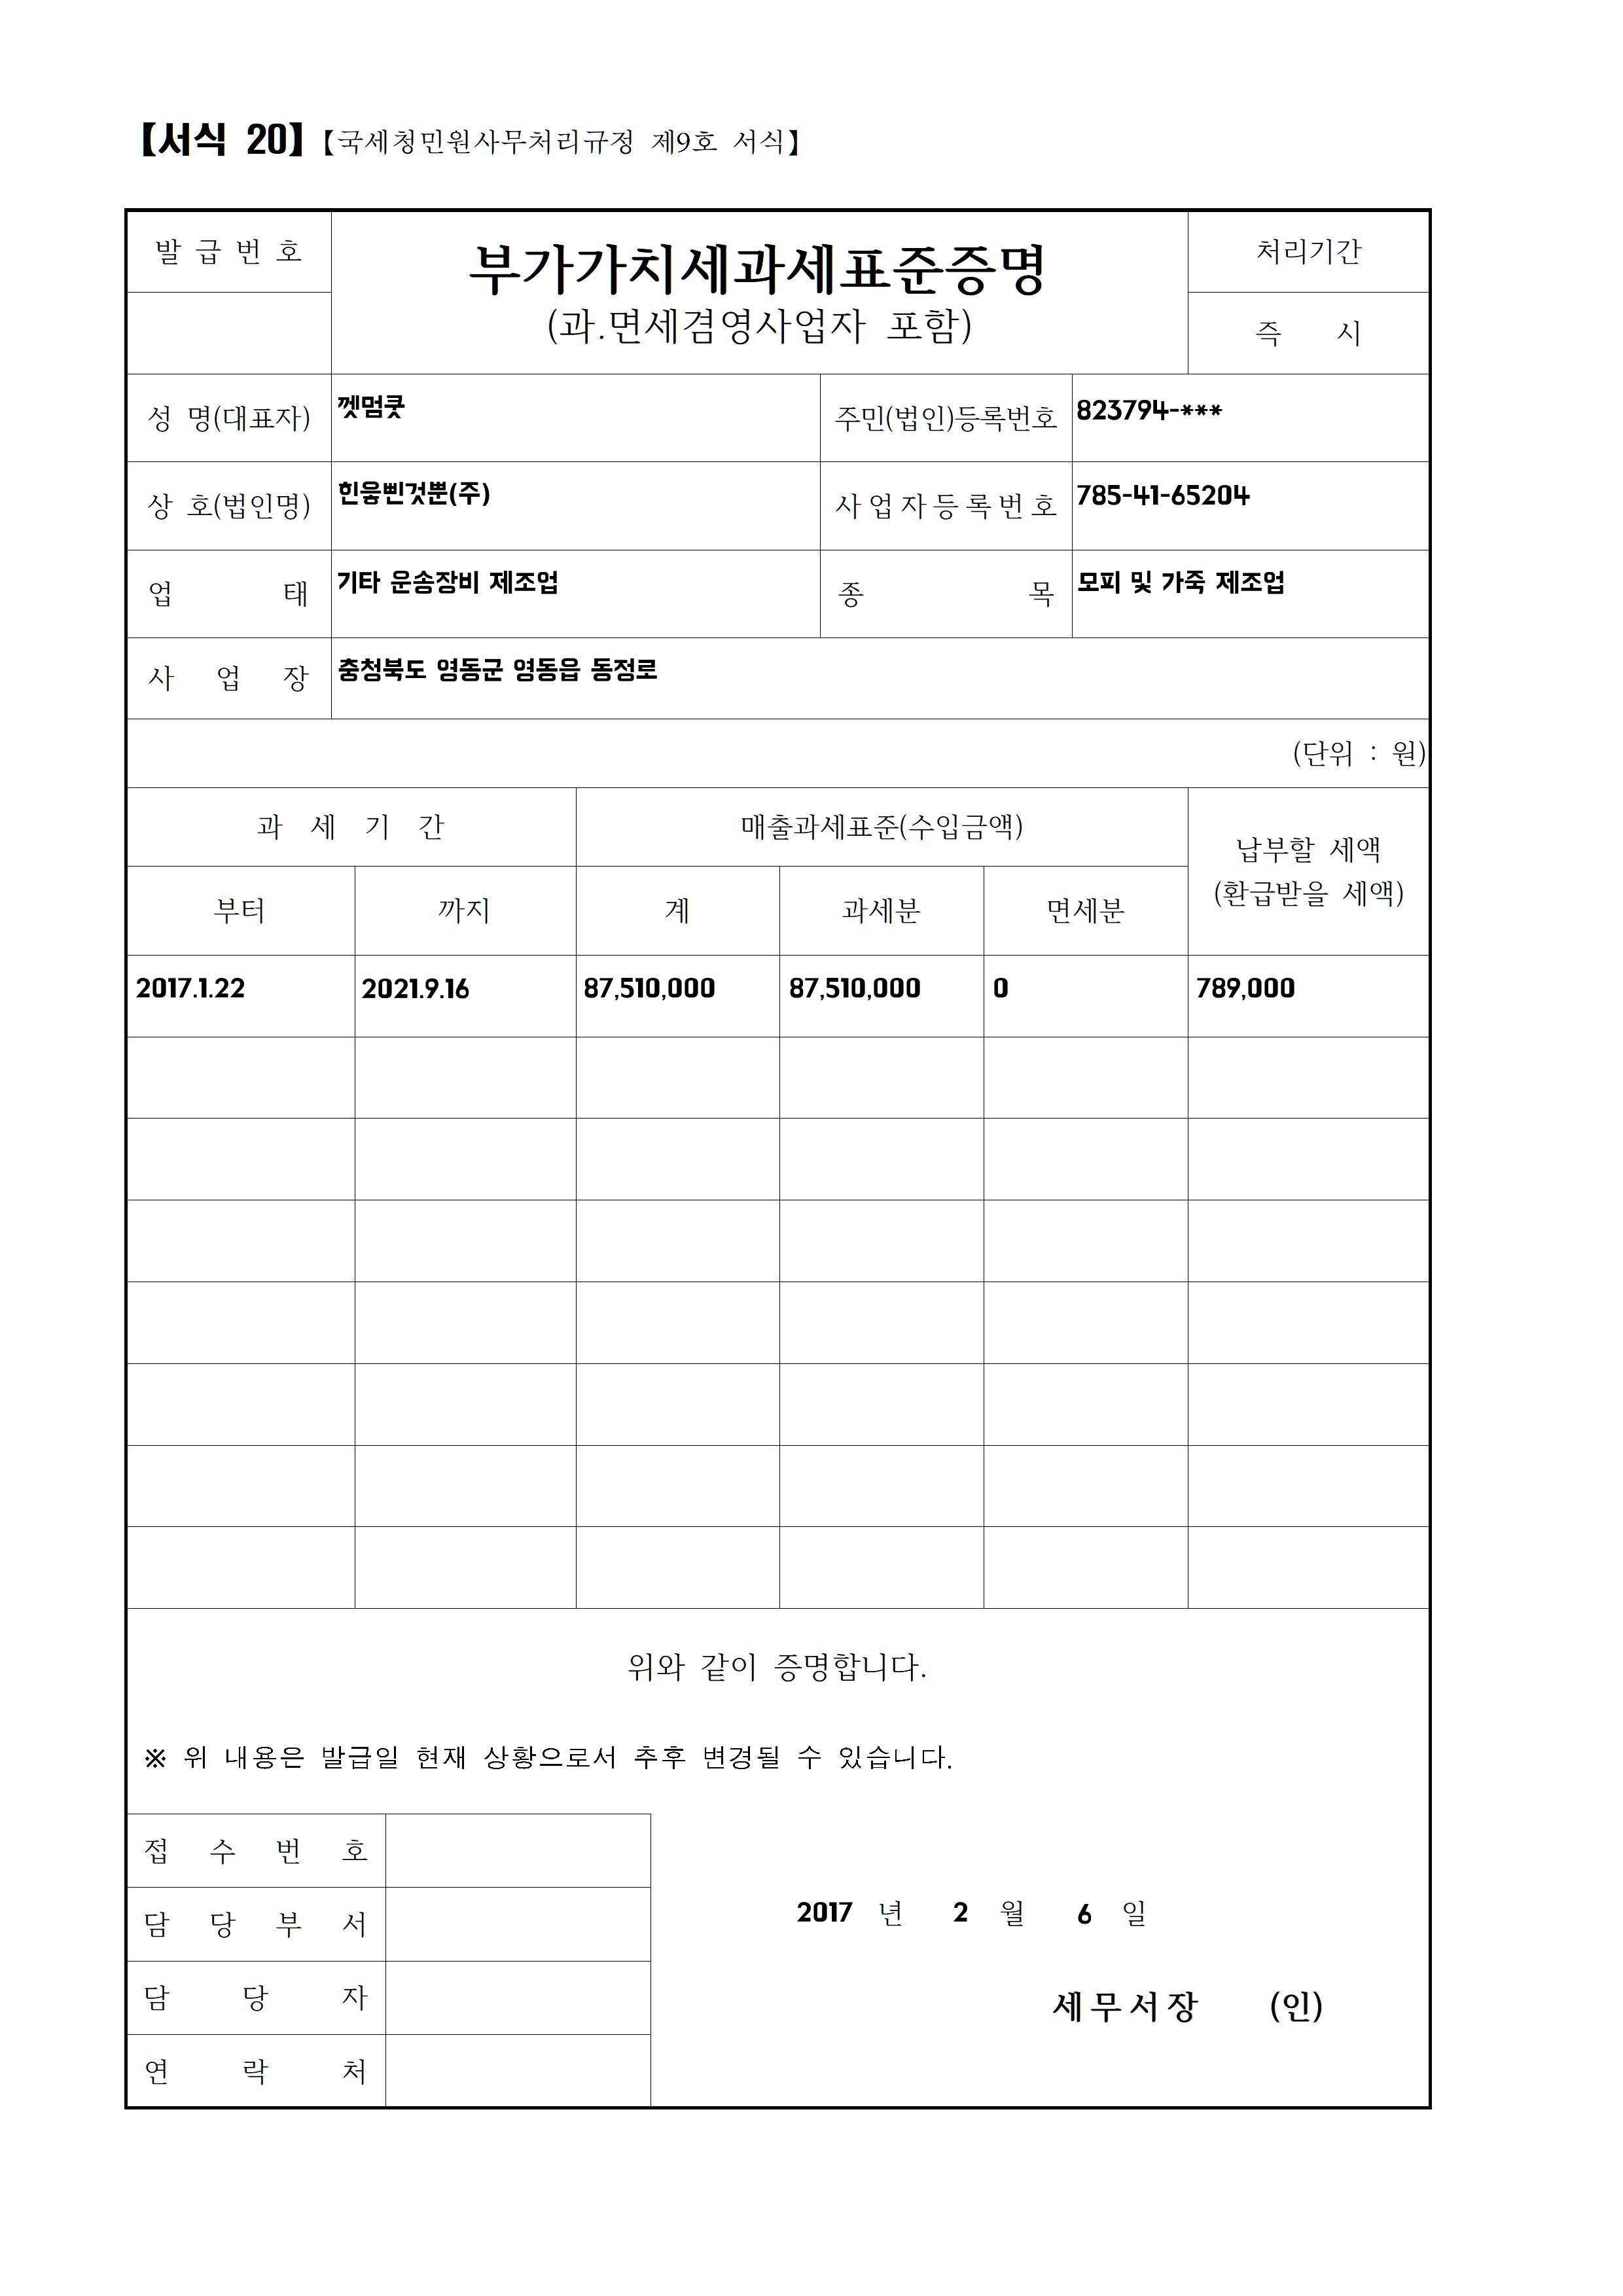 【서식 20】【국세청민원사무처리규정 제9호 서식】
발 급 번 호
부가가치세과세표준증명
(과.면세겸영사업자 포함)
처리기간
즉 시
성 명(대표자) 껫멈쿳 주민(법인)등록번호 823794-***
상 호(법인명) 힌읖삔것뿐(주) 사업자등록번호 785-41-65204
업 태 기타 운송장비 제조업 종 목 모피 및 가죽 제조업
사 업 장 충청북도 영동군 영동읍 동정로
(단위 : 원)
과 세 기 간 매출과세표준(수입금액) 납부할 세액
(환급받을 세액)
부터 까지 계 과세분 면세분
2017.1.22 2021.9.16 87,510,000 87,510,000 0 789,000
위와 같이 증명합니다.
※ 위 내용은 발급일 현재 상황으로서 추후 변경될 수 있습니다.
접 수 번 호
담 당 부 서
담 당 자
연 락 처
2017 년 2 월 6 일
세무서장 (인)